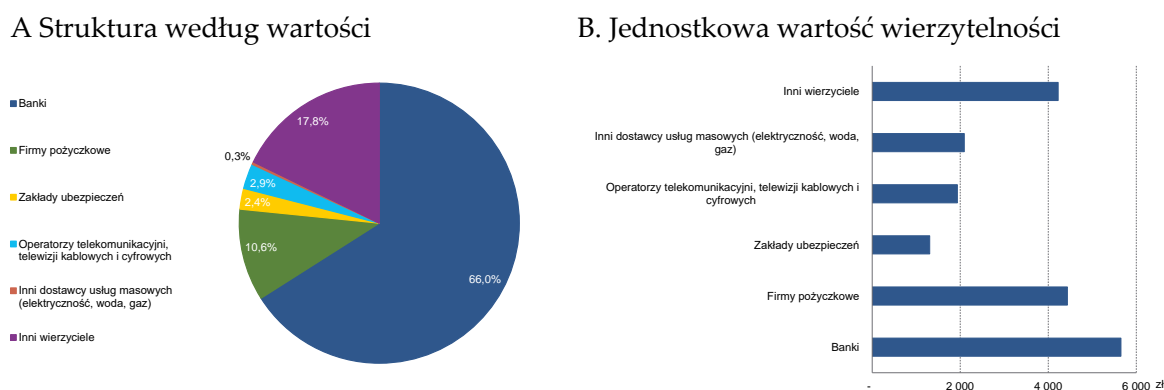 A Struktura według wartości
Banki
Firmy pożyczkowe
Zakłady ubezpieczeń
Operatorzy telekomunikacyjni,
telewizji kablowych i cyfrowych
Inni dostawcy usług masowych
(elektryczność, woda, gaz)
Inni wierzyciele
17,8%
0,3%
2,9%
2,4%
10,6%
66,0%
B. Jednostkowa wartość wierzytelności
Inni wierzyciele
Inni dostawcy usług masowych (elektryczność, woda,
gaz)
Operatorzy telekomunikacyjni, telewizji kablowych i
cyfrowych
Zakłady ubezpieczeń
Firmy pożyczkowe
Banki
- 2 000 4 000 6 000 zł